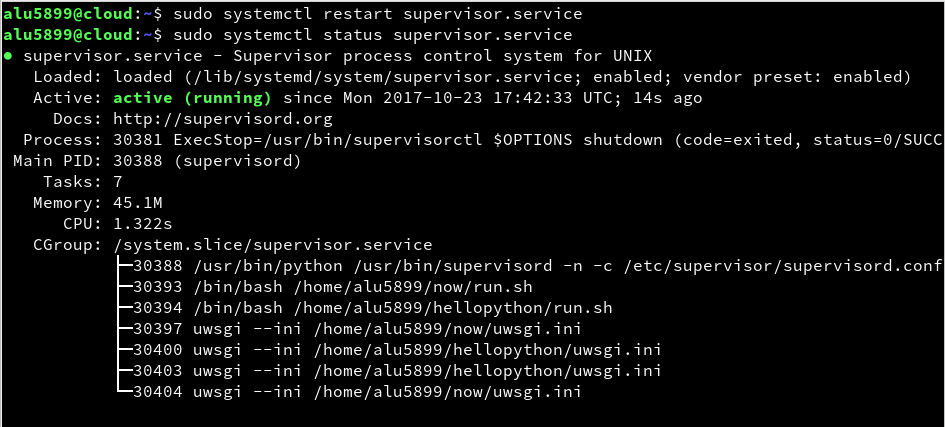 alu5899@cloud:~$ sudo systemctl restart supervisor.service
alu5899@cloud:~$ sudo systemctl status supervisor.service
● supervisor.service - Supervisor process control system for UNIX
   Loaded: loaded (/lib/systemd/system/supervisor.service; enabled; vendor preset: enabled)
   Active: active (running) since Mon 2017-10-23 17:42:33 UTC; 14s ago
     Docs: http://supervisord.org
  Process: 30381 ExecStop=/usr/bin/supervisorctl $OPTIONS shutdown (code=exited, status=0/SUCC
 Main PID: 30388 (supervisord)
    Tasks: 7
   Memory: 45.1M
      CPU: 1.322s
   CGroup: /system.slice/supervisor.service
           ├─30388 /usr/bin/python /usr/bin/supervisord -n -c /etc/supervisor/supervisord.conf
           ├─30393 /bin/bash /home/alu5899/now/run.sh
           ├─30394 /bin/bash /home/alu5899/hellopython/run.sh
           ├─30397 uwsgi --ini /home/alu5899/now/uwsgi.ini
           ├─30400 uwsgi --ini /home/alu5899/hellopython/uwsgi.ini
           ├─30403 uwsgi --ini /home/alu5899/hellopython/uwsgi.ini
           └─30404 uwsgi --ini /home/alu5899/now/uwsgi.ini